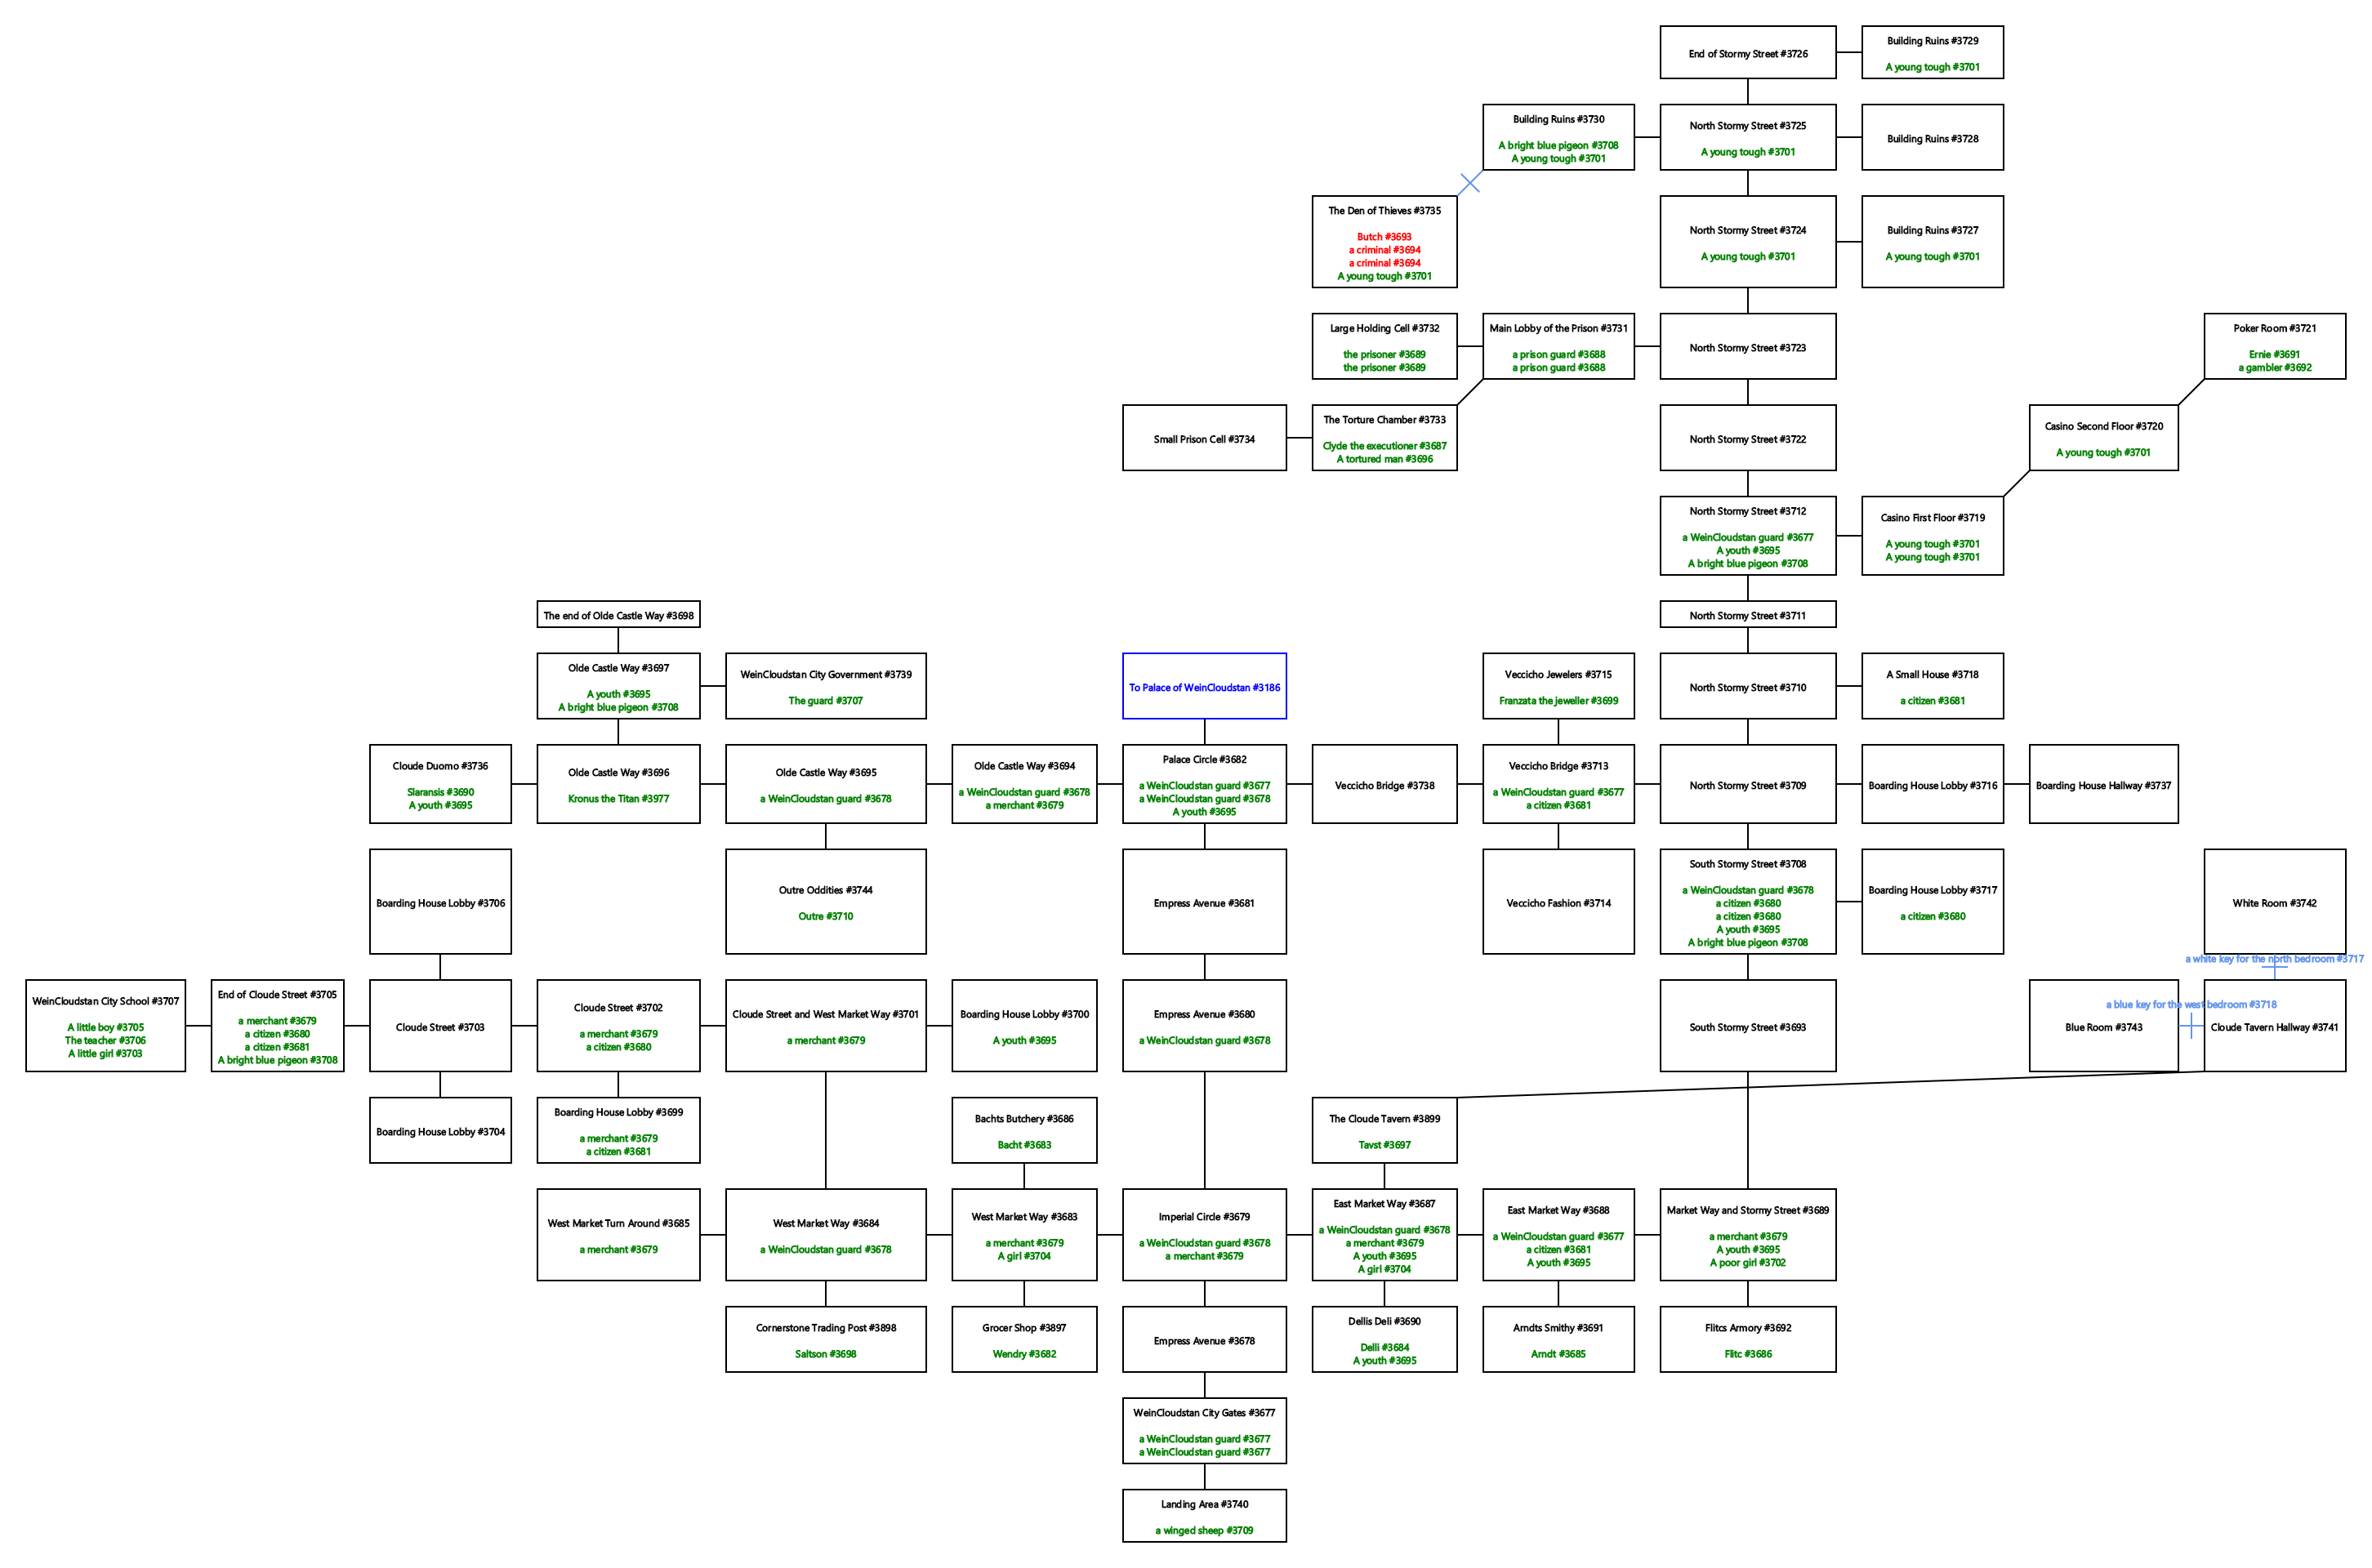 End of Stormy Street #3726
Building Ruins #3729
A young tough #3701
Building Ruins #3730
A bright blue pigeon #3708
A young tough #3701
North Stormy Street #3725
A young tough #3701
Building Ruins #3728
The Den of Thieves #3735
Butch #3693
a criminal #3694
a criminal #3694
A young tough #3701
North Stormy Street #3724
A young tough #3701
Building Ruins #3727
A young tough #3701
Large Holding Cell #3732
the prisoner #3689
the prisoner #3689
Main Lobby of the Prison #3731
a prison guard #3688
a prison guard #3688
North Stormy Street #3723
Poker Room #3721
Ernie #3691
a gambler #3692
Small Prison Cell #3734
The Torture Chamber #3733
Clyde the executioner #3687
A tortured man #3696
North Stormy Street #3722
Casino Second Floor #3720
A young tough #3701
North Stormy Street #3712
a WeinCloudstan guard #3677
A youth #3695
A bright blue pigeon #3708
Casino First Floor #3719
A young tough #3701
A young tough #3701
The end of Olde Castle Way #3698
North Stormy Street #3711
Olde Castle Way #3697
A youth #3695
A bright blue pigeon #3708
WeinCloudstan City Government #3739
The guard #3707
To Palace of WeinCloudstan #3186
Veccicho Jewelers #3715
Franzata the jeweller #3699
North Stormy Street #3710
A Small House #3718
a citizen #3681
Cloude Duomo #3736
Slaransis #3690
A youth #3695
Olde Castle Way #3696
Kronus the Titan #3977
Olde Castle Way #3695
a WeinCloudstan guard #3678
Olde Castle Way #3694
a WeinCloudstan guard #3678
a merchant #3679
Palace Circle #3682
a WeinCloudstan guard #3677
a WeinCloudstan guard #3678
A youth #3695
Veccicho Bridge #3738
Veccicho Bridge #3713
a WeinCloudstan guard #3677
a citizen #3681
North Stormy Street #3709
Boarding House Lobby #3716
Boarding House Hallway #3737
Boarding House Lobby #3706
Outre Oddities #3744
Outre #3710
Empress Avenue #3681
Veccicho Fashion #3714
South Stormy Street #3708
a WeinCloudstan guard #3678
a citizen #3680
a citizen #3680
A youth #3695
A bright blue pigeon #3708
Boarding House Lobby #3717
a citizen #3680
White Room #3742
a white key for the north bedroom #3717
WeinCloudstan City School #3707
A little boy #3705
The teacher #3706
A little girl #3703
End of Cloude Street #3705
a merchant #3679
a citizen #3680
a citizen #3681
A bright blue pigeon #3708
Cloude Street #3703
Cloude Street #3702
a merchant #3679
a citizen #3680
Cloude Street and West Market Way #3701
a merchant #3679
Boarding House Lobby #3700
A youth #3695
Empress Avenue #3680
a WeinCloudstan guard #3678
South Stormy Street #3693
a blue key for the west bedroom #3718
Blue Room #3743
Cloude Tavern Hallway #3741
Boarding House Lobby #3704
Boarding House Lobby #3699
a merchant #3679
a citizen #3681
Bachts Butchery #3686
Bacht #3683
The Cloude Tavern #3899
Tavst #3697
West Market Turn Around #3685
a merchant #3679
West Market Way #3684
a WeinCloudstan guard #3678
West Market Way #3683
a merchant #3679
A girl #3704
Imperial Circle #3679
a WeinCloudstan guard #3678
a merchant #3679
East Market Way #3687
a WeinCloudstan guard #3678
a merchant #3679
A youth #3695
A girl #3704
East Market Way #3688
a WeinCloudstan guard #3677
a citizen #3681
A youth #3695
Market Way and Stormy Street #3689
a merchant #3679
A youth #3695
A poor girl #3702
Cornerstone Trading Post #3898
Saltson #3698
Grocer Shop #3897
Wendry #3682
Empress Avenue #3678
Dellis Deli #3690
Delli #3684
A youth #3695
Arndts Smithy #3691
Arndt #3685
Flitcs Armory #3692
Flitc #3686
WeinCloudstan City Gates #3677
a WeinCloudstan guard #3677
a WeinCloudstan guard #3677
Landing Area #3740
a winged sheep #3709